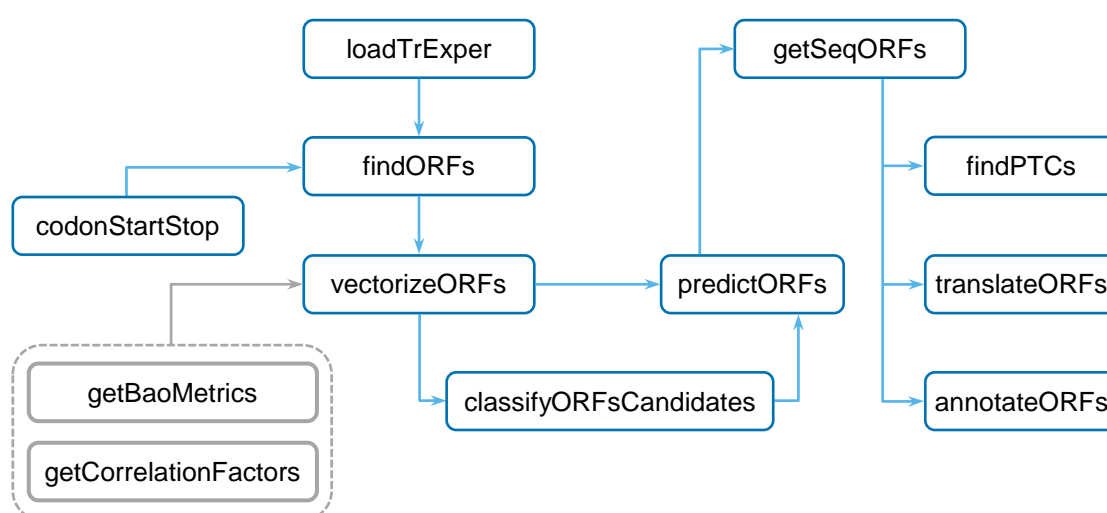 loadTrExper
getSeqORFs
findORFs
findPTCs
codonStartStop
vectorizeORFs
predictORFs
translateORFs
getBaoMetrics
classifyORFsCandidates
annotateORFs
getCorrelationFactors